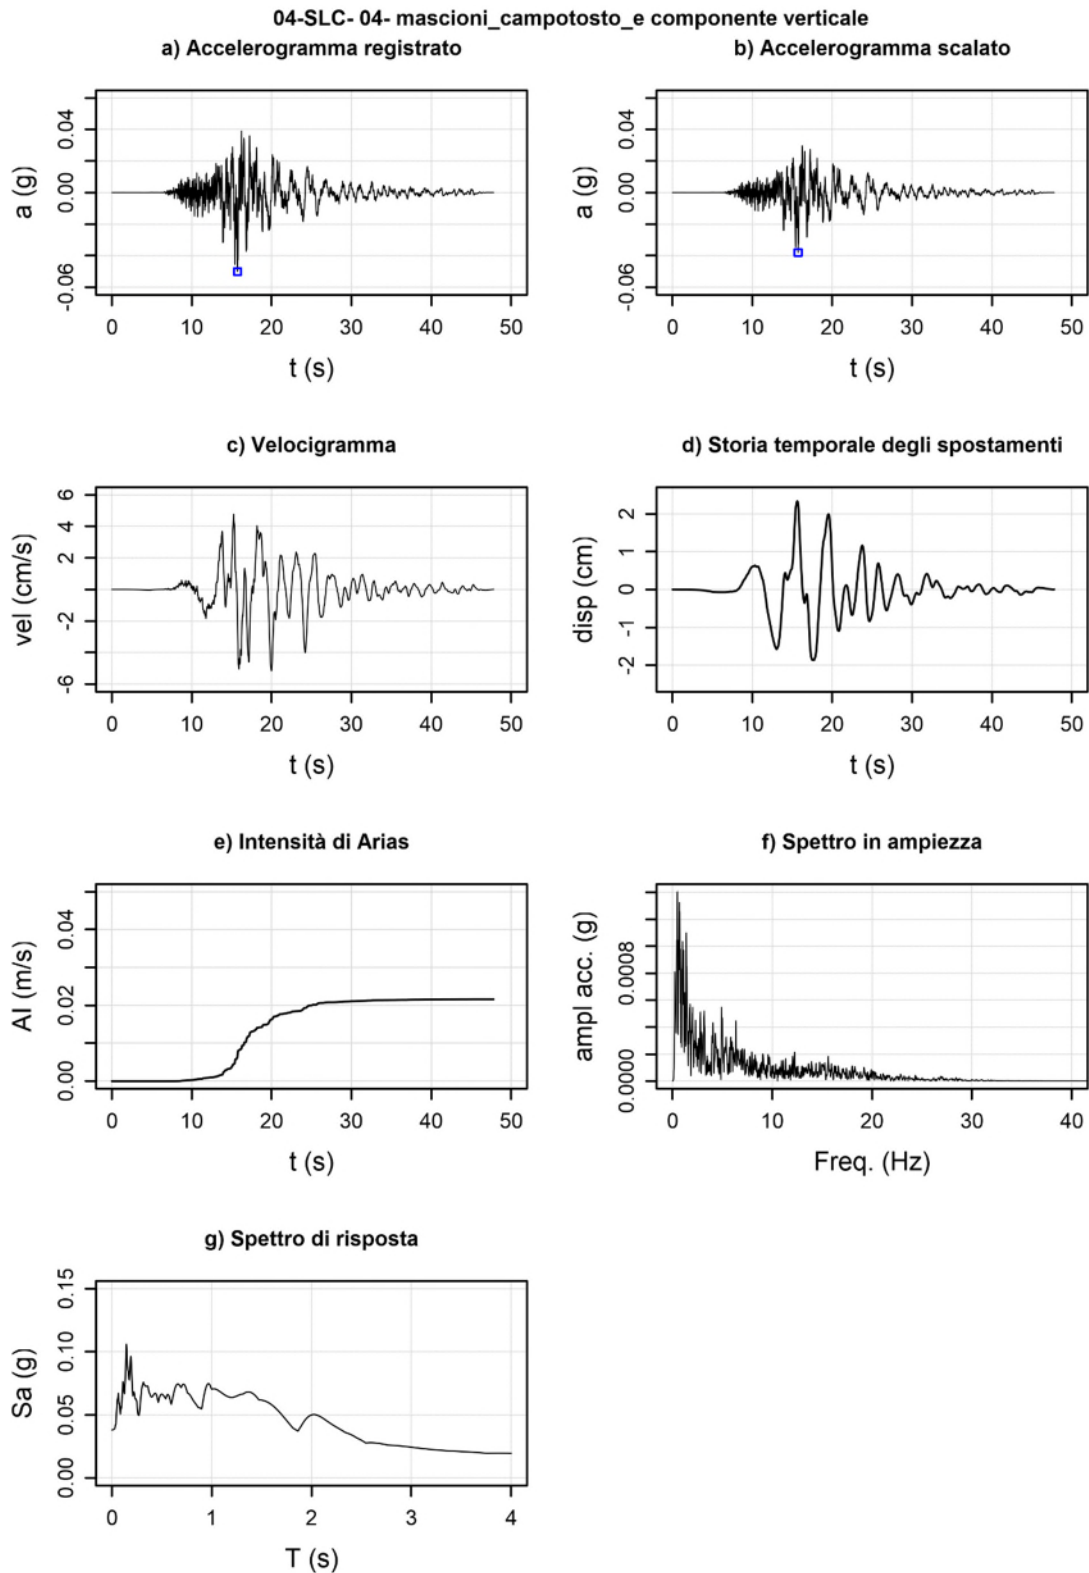 04-SLC- 04- mascioni_campotosto_e componente verticale
a) Accelerogramma registrato
a (g)
0.04
0.00
-0.06
0 10 20 30 40 50
t (s)
b) Accelerogramma scalato
a (g)
0.04
0.00
-0.06
0 10 20 30 40 50
t (s)
c) Velocigramma
vel (cm/s)
6
4
2
-2
-6
0 10 20 30 40 50
t (s)
d) Storia temporale degli spostamenti
disp (cm)
2
1
0
-1
-2
0 10 20 30 40 50
t (s)
e) Intensità di Arias
AI (m/s)
0.04
0.02
0.00
0 10 20 30 40 50
t (s)
f) Spettro in ampiezza
ampl acc. (g)
0.0008
0.0000
0 10 20 30 40
Freq. (Hz)
g) Spettro di risposta
Sa (g)
0.15
0.10
0.05
0.00
0 1 2 3 4
T (s)